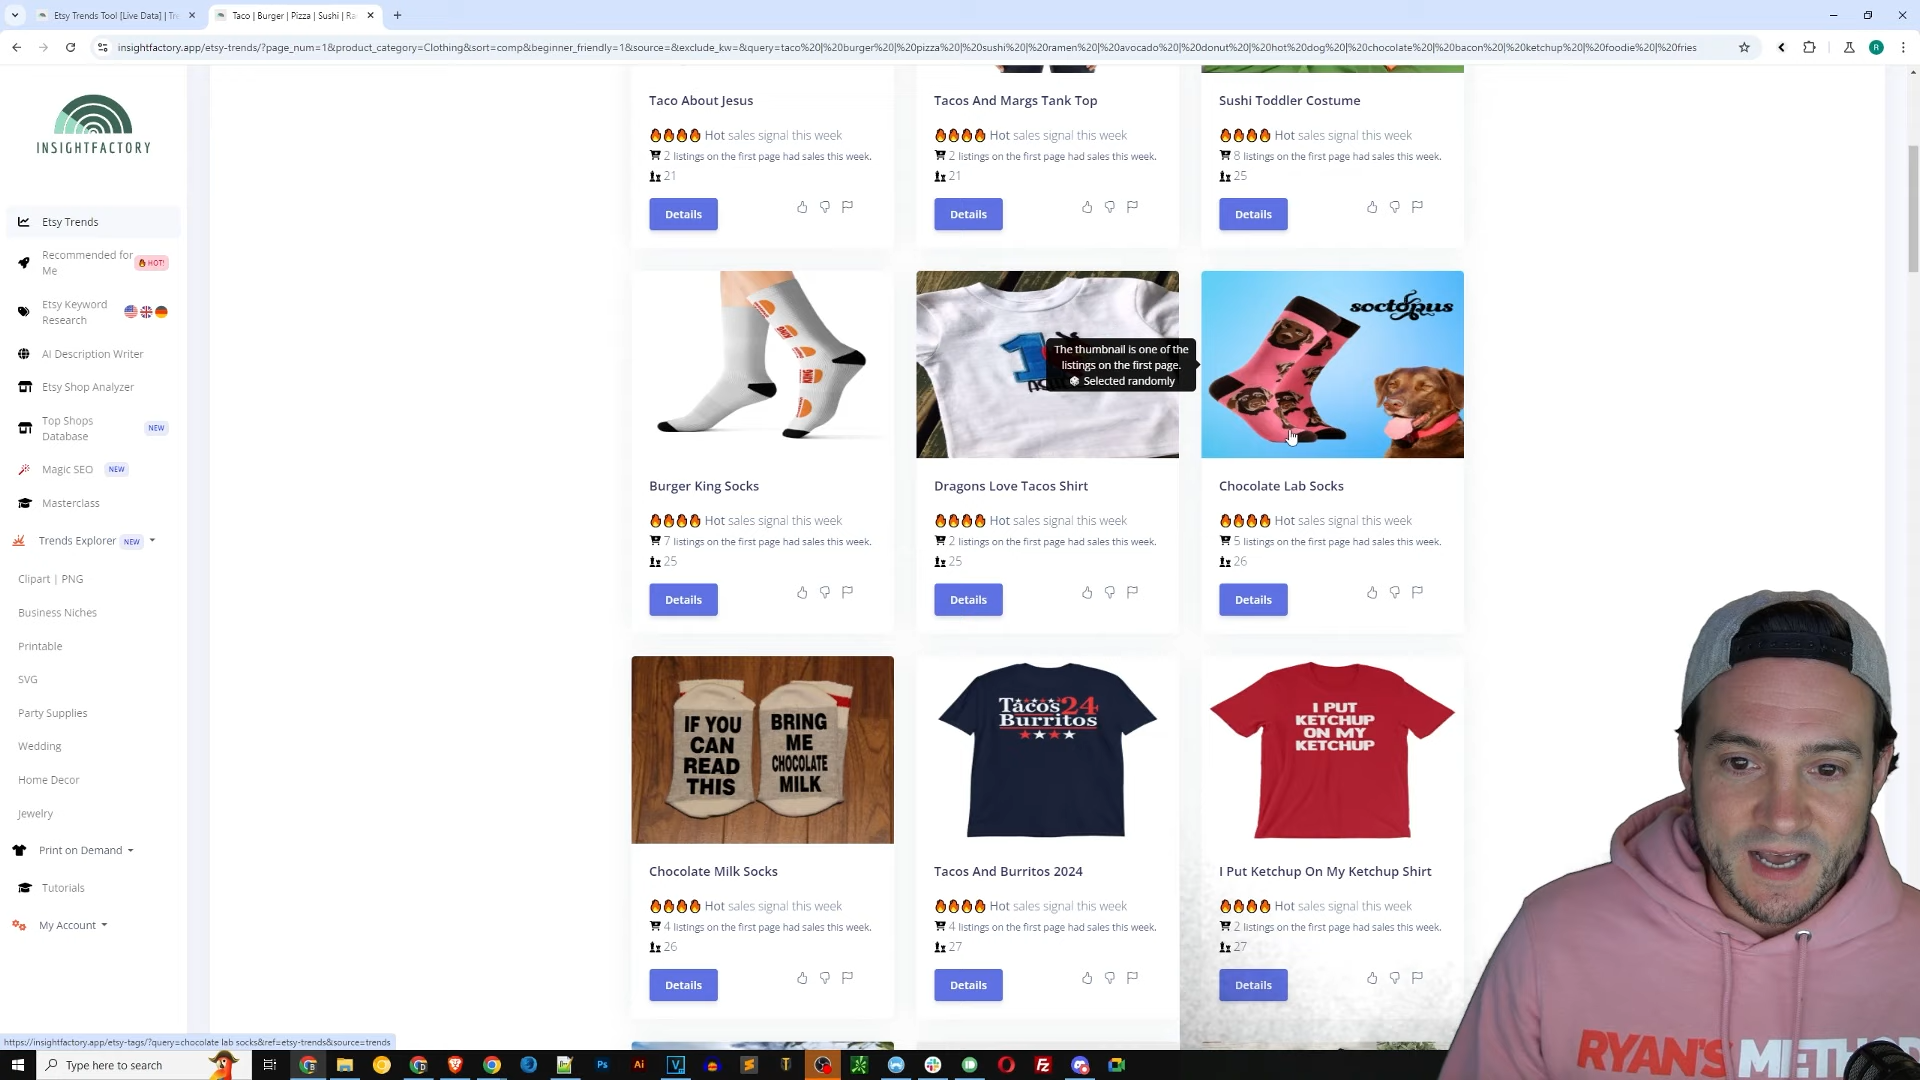 Etsy Trends Tool [Live Data] | Tre
Taco | Burger | Pizza | Sushi | Ra
insightfactory.app/etsy-trends/?page_num=1&product_category=Clothing&sort=comp&beginner_friendly=1&source=&exclude_kw=&query=taco%20|%20burger%20|%20pizza%20|%20sushi%20|%20ramen%20|%20avocado%20|%20donut%20|%20hot%20dog%20|%20chocolate%20|%20bacon%20|%20ketchup%20|%20foodie%20|%20fries
R
INSIGHTFACTORY
Etsy Trends
Recommended for
Me
HOT!
Etsy Keyword
Research
AI Description Writer
Etsy Shop Analyzer
Top Shops
Database
NEW
Magic SEO NEW
Masterclass
Trends Explorer NEW
Clipart | PNG
Business Niches
Printable
SVG
Party Supplies
Wedding
Home Decor
Jewelry
Print on Demand
Tutorials
My Account
Taco About Jesus
Hot sales signal this week
2 listings on the first page had sales this week.
21
Details
Tacos And Margs Tank Top
Hot sales signal this week
2 listings on the first page had sales this week.
21
Details
Sushi Toddler Costume
Hot sales signal this week
8 listings on the first page had sales this week.
25
Details
KING
Burger King Socks
Hot sales signal this week
7 listings on the first page had sales this week.
25
Details
1
The thumbnail is one of the
listings on the first page.
Selected randomly
Dragons Love Tacos Shirt
Hot sales signal this week
2 listings on the first page had sales this week.
25
Details
soctopus
Chocolate Lab Socks
Hot sales signal this week
5 listings on the first page had sales this week.
26
Details
IF YOU
CAN
READ
THIS
BRING
ME
CHOCOLATE
MILK
Chocolate Milk Socks
Hot sales signal this week
4 listings on the first page had sales this week.
26
Details
Tacos 24
Burritos
Tacos And Burritos 2024
Hot sales signal this week
4 listings on the first page had sales this week.
27
Details
I PUT
KETCHUP
ON MY
KETCHUP
I Put Ketchup On My Ketchup Shirt
Hot sales signal this week
2 listings on the first page had sales this week.
27
Details
RYAN'S METHOD
https://insightfactory.app/etsy-tags/?query=chocolate lab socks&ref=etsy-trends&source=trends
Type here to search